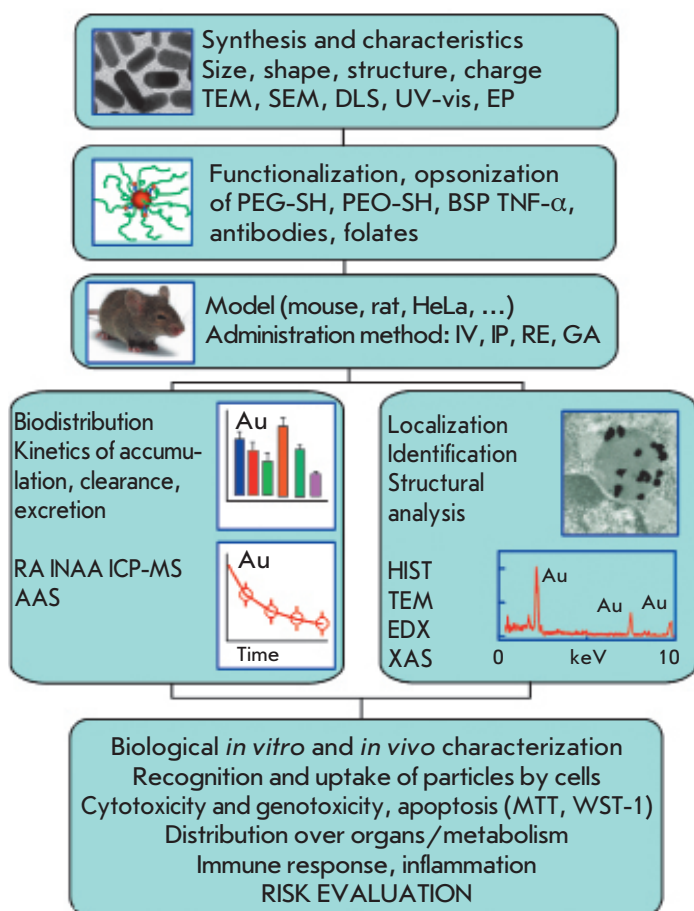 Synthesis and characteristics
Size, shape, structure, charge
TEM, SEM, DLS, UV-vis, EP
Functionalization, opsonization
of PEG-SH, PEO-SH, BSP TNF-α,
antibodies, folates
Model (mouse, rat, HeLa, ...)
Administration method: IV, IP, RE, GA
Biodistribution
Kinetics of accumu-
lation, clearance,
excretion
RA INAA ICP-MS
AAS
Au
Au
Time
Localization
Identification
Structural
analysis
HIST
TEM
EDX
XAS
Au
Au
Au
0 keV 10
Biological in vitro and in vivo characterization
Recognition and uptake of particles by cells
Cytotoxicity and genotoxicity, apoptosis (MTT, WST-1)
Distribution over organs/metabolism
Immune response, inflammation
RISK EVALUATION